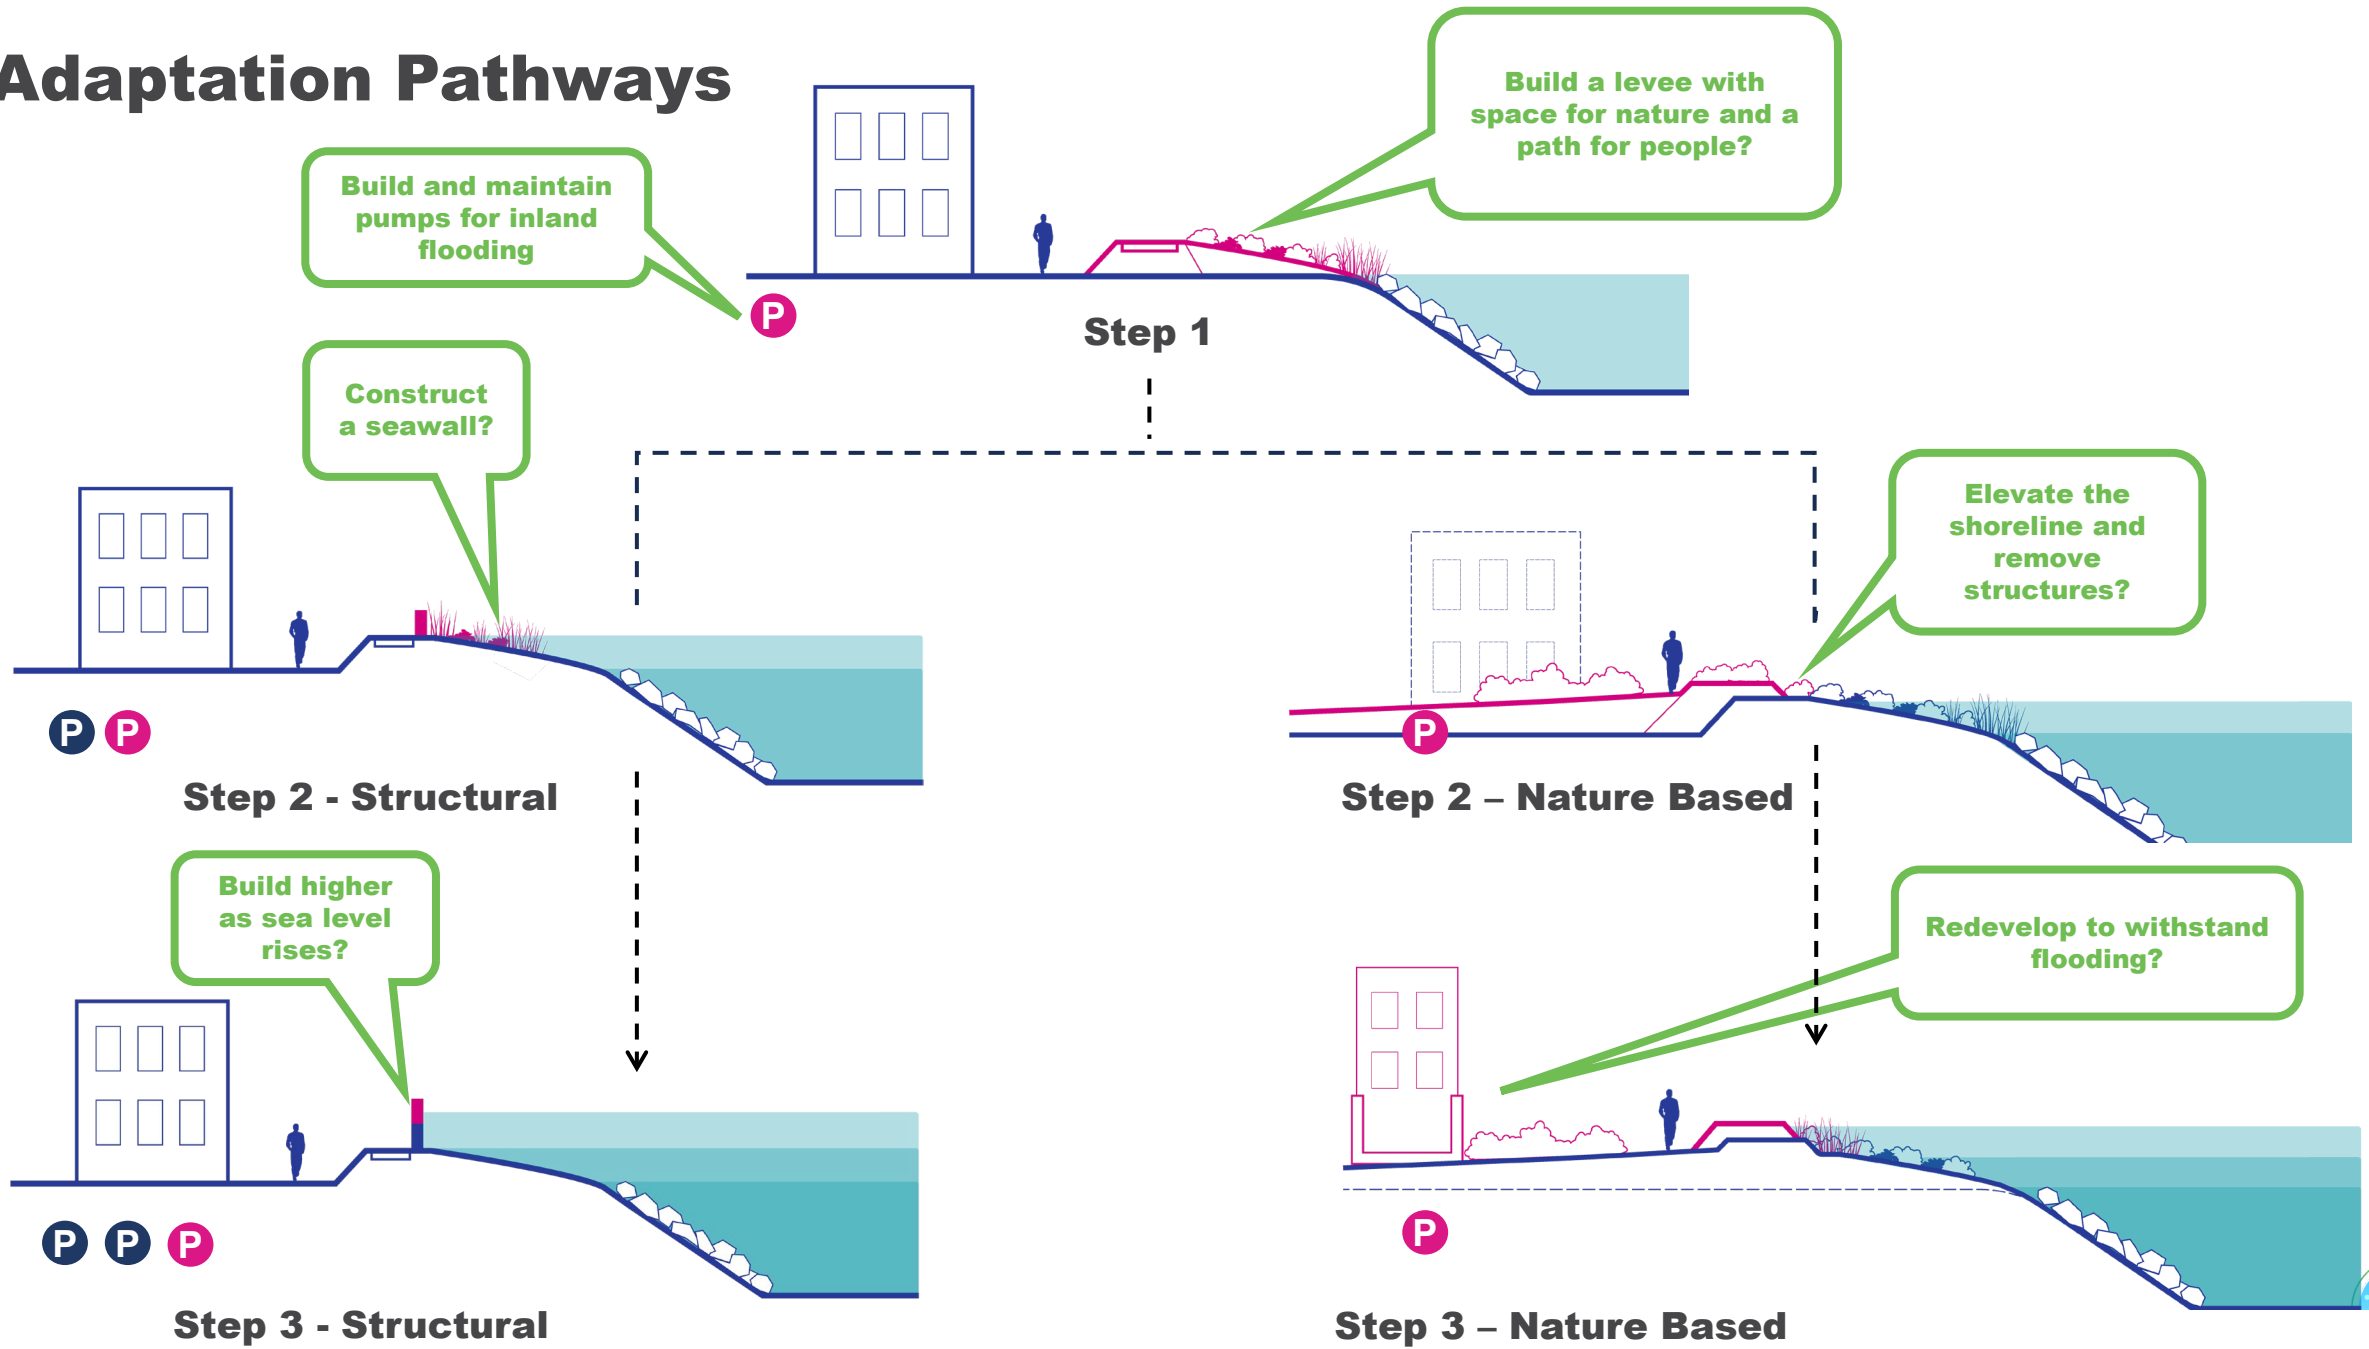 Adaptation Pathways
Build a levee with
space for nature and a
path for people?
Build and maintain
pumps for inland
flooding
P
Step 1
Construct
a seawall?
Elevate the
shoreline and
remove
structures?
P P
P
Step 2 - Structural
Step 2 – Nature Based
Build higher
as sea level
rises?
Redevelop to withstand
flooding?
P P P
P
Step 3 - Structural
Step 3 – Nature Based